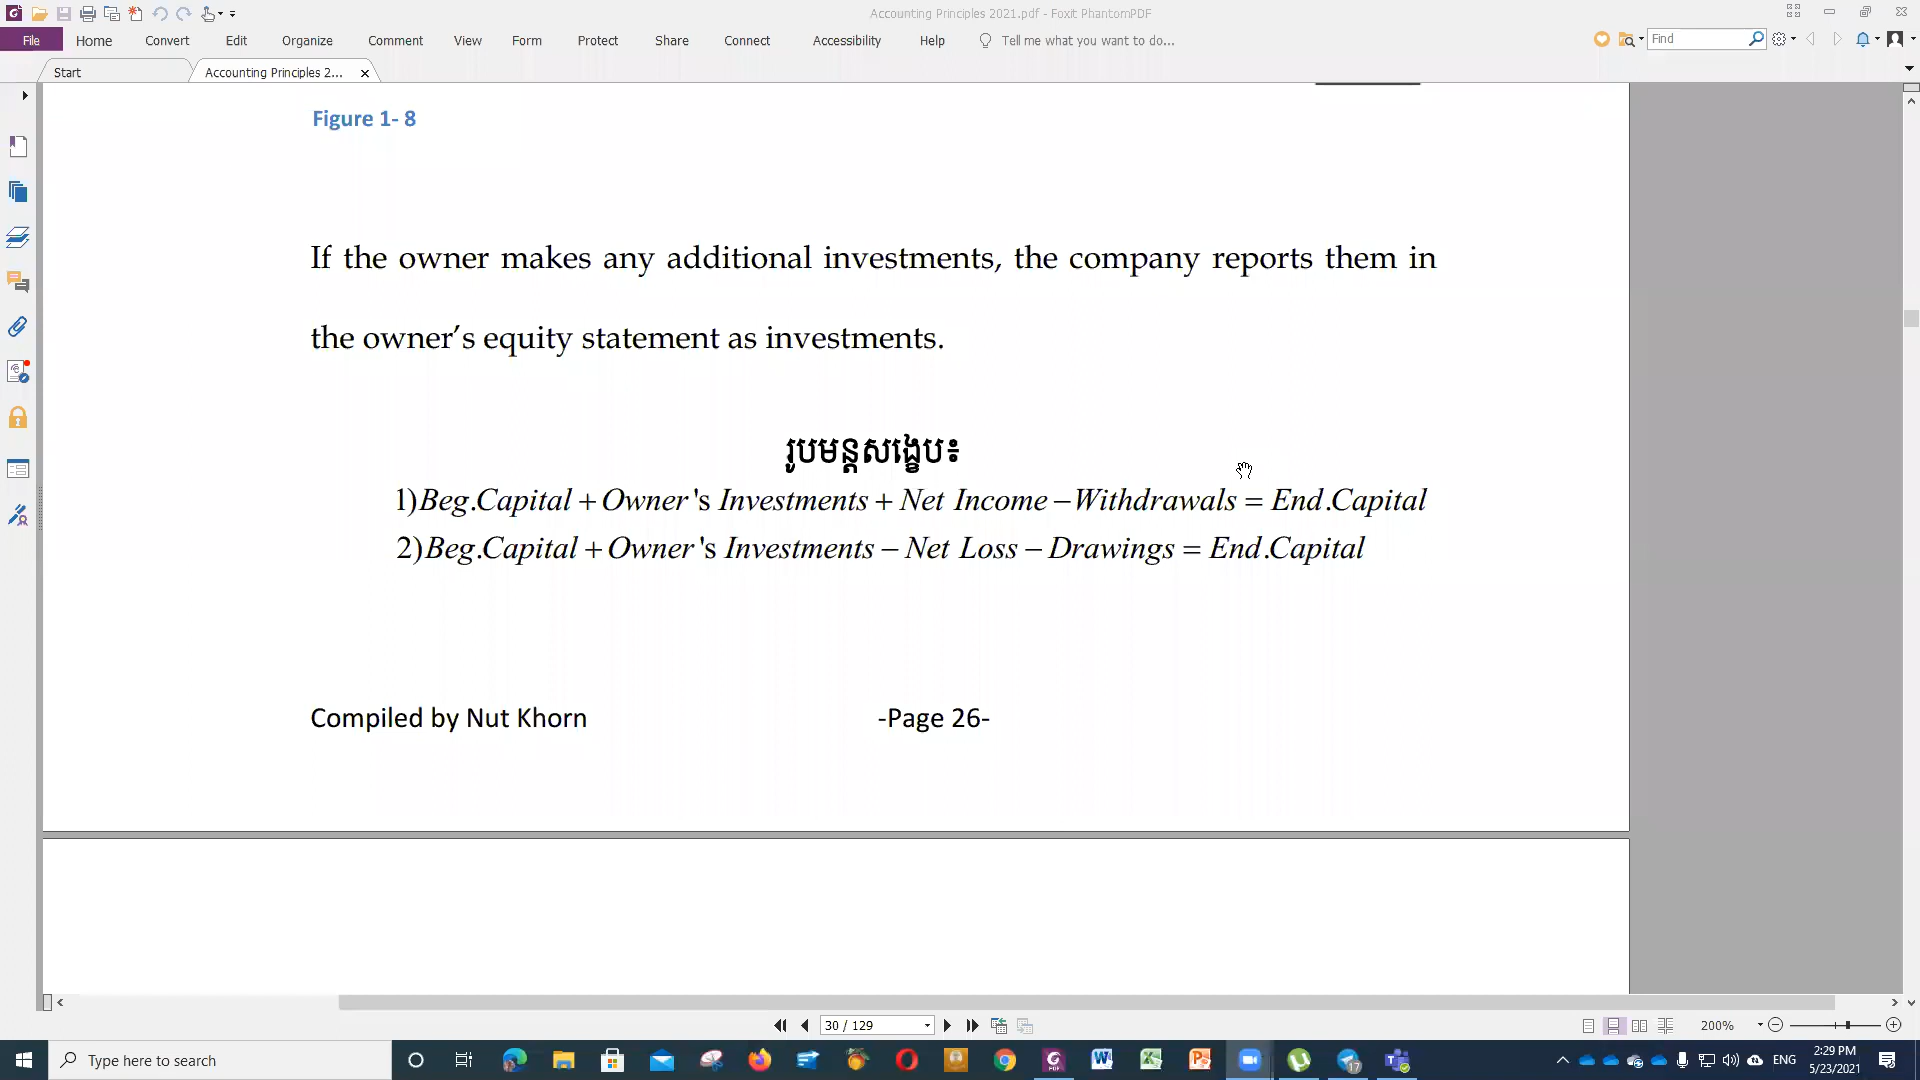 Accounting Principles 2021.pdf - Foxit PhantomPDF
File Home Convert Edit Organize Comment View Form Protect Share Connect Accessibility Help Tell me what you want to do... Find
Start Accounting Principles 2...
Figure 1- 8
If the owner makes any additional investments, the company reports them in
the owner’s equity statement as investments.
រូបមន្តសង្ខេប៖
1)Beg.Capital + Owner's Investments + Net Income − Withdrawals = End.Capital
2)Beg.Capital + Owner's Investments − Net Loss − Drawings = End.Capital
Compiled by Nut Khorn -Page 26-
30 / 129 200%
Type here to search 17 ENG 2:29 PM
5/23/2021